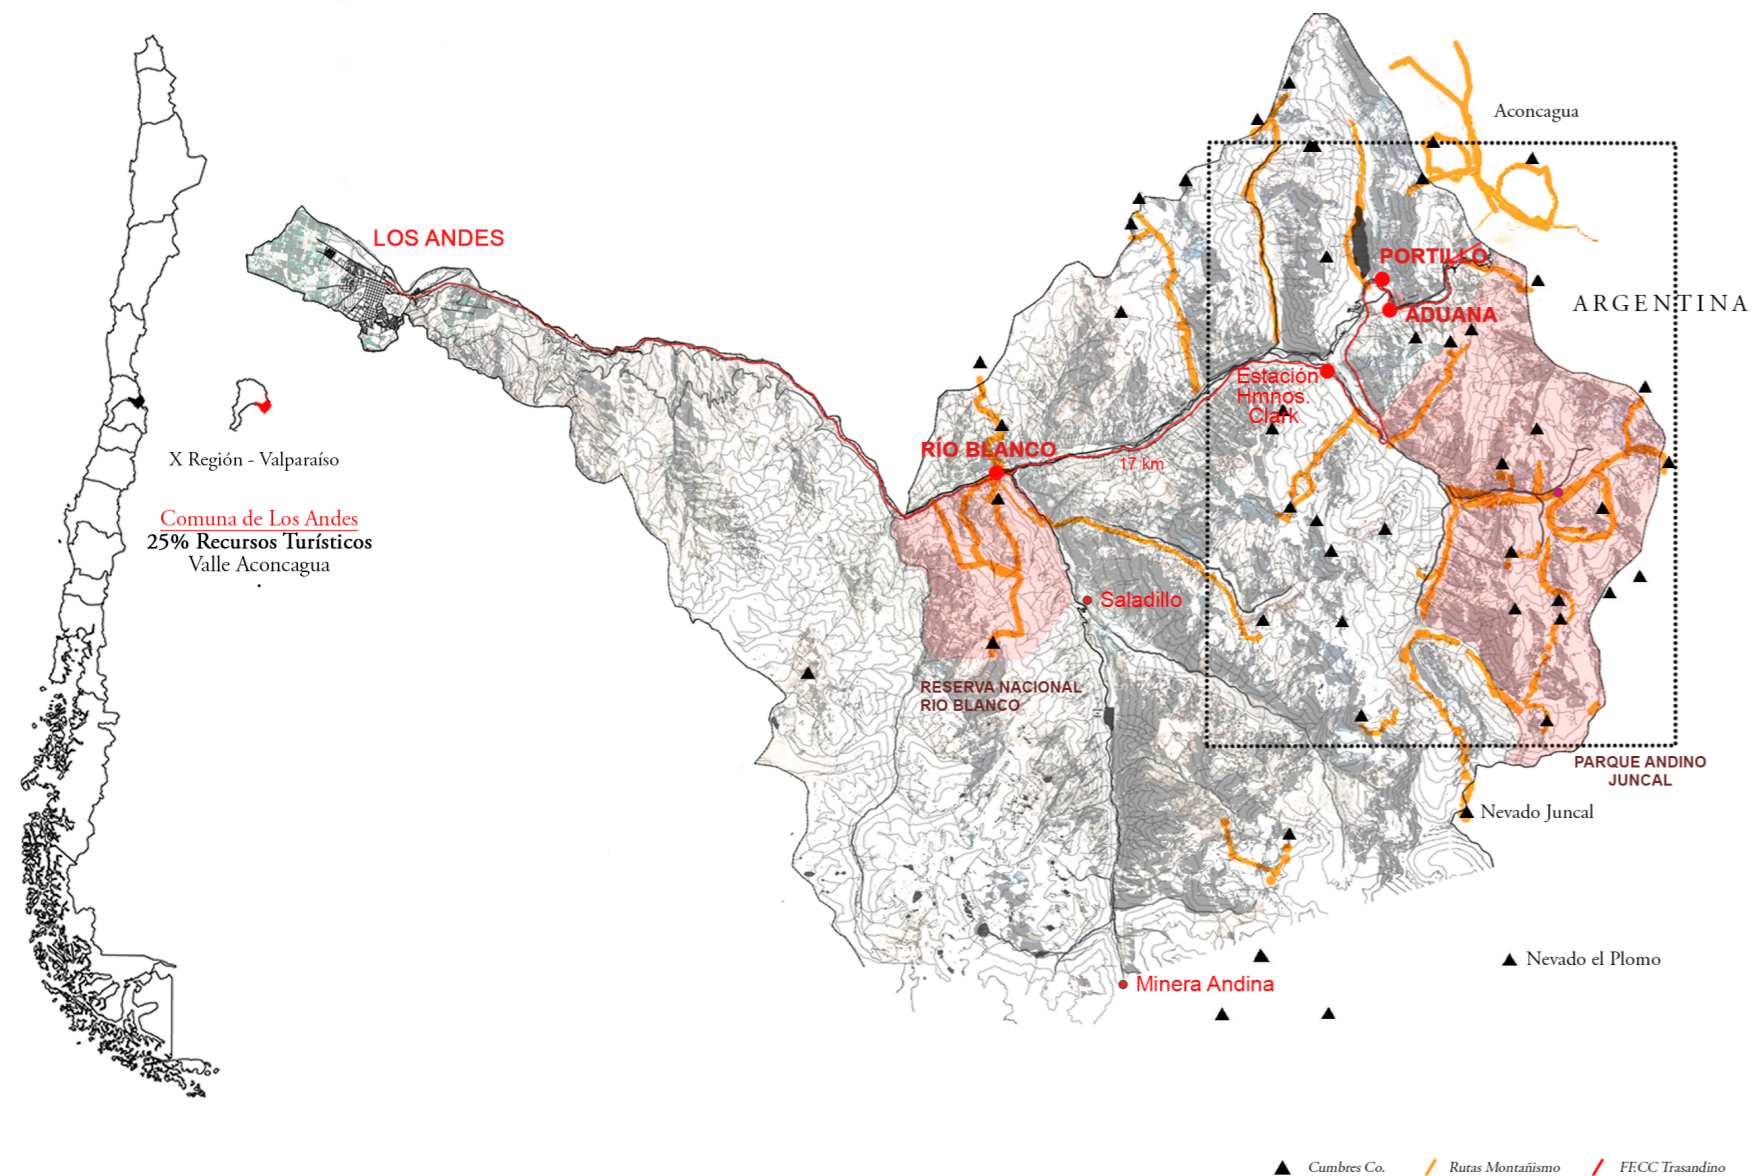 Aconcagua
LOS ANDES
PORTILLO
ARGENTINA
ADUANA
Estación
Hmnos.
Clark
RÍO BLANCO
17 km
X Región - Valparaíso
Comuna de Los Andes
25% Recursos Turísticos
Valle Aconcagua
Saladillo
RESERVA NACIONAL
RIO BLANCO
PARQUE ANDINO
JUNCAL
Nevado Juncal
Nevado el Plomo
Minera Andina
Cumbres Co.
Rutas Montañismo
FF.CC Trasandino